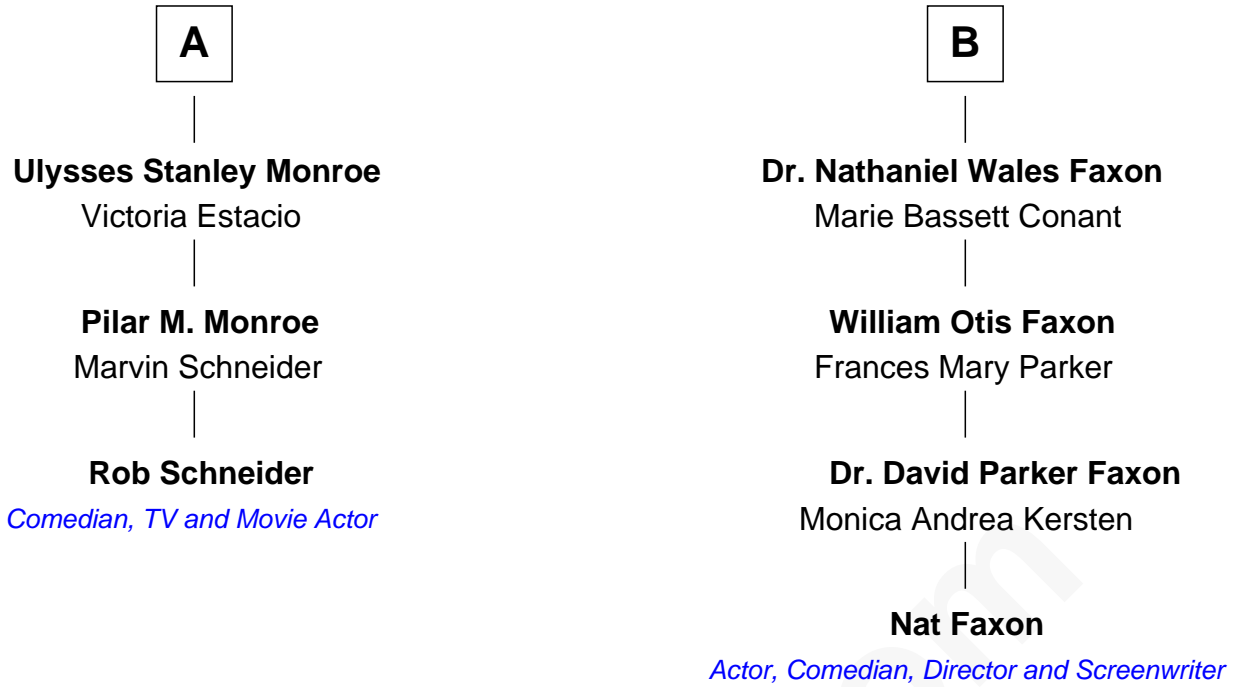 A
Ulysses Stanley Monroe
Victoria Estacio
Pilar M. Monroe
Marvin Schneider
Rob Schneider
Comedian, TV and Movie Actor
B
Dr. Nathaniel Wales Faxon
Marie Bassett Conant
William Otis Faxon
Frances Mary Parker
Dr. David Parker Faxon
Monica Andrea Kersten
Nat Faxon
Actor, Comedian, Director and Screenwriter